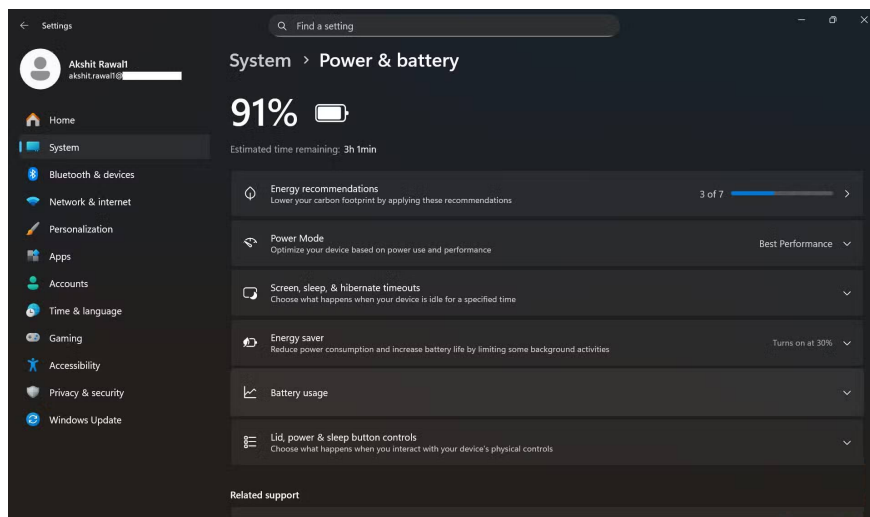 Settings
Find a setting
Akshit Rawal1
akshit.rawal1@
Home
System
Bluetooth & devices
Network & internet
Personalization
Apps
Accounts
Time & language
Gaming
Accessibility
Privacy & security
Windows Update
System > Power & battery
91%
Estimated time remaining: 3h 1min
Energy recommendations
Lower your carbon footprint by applying these recommendations
3 of 7
Power Mode
Optimize your device based on power use and performance
Best Performance
Screen, sleep, & hibernate timeouts
Choose what happens when your device is idle for a specified time
Energy saver
Reduce power consumption and increase battery life by limiting some background activities
Turns on at 30%
Battery usage
Lid, power & sleep button controls
Choose what happens when you interact with your device's physical controls
Related support